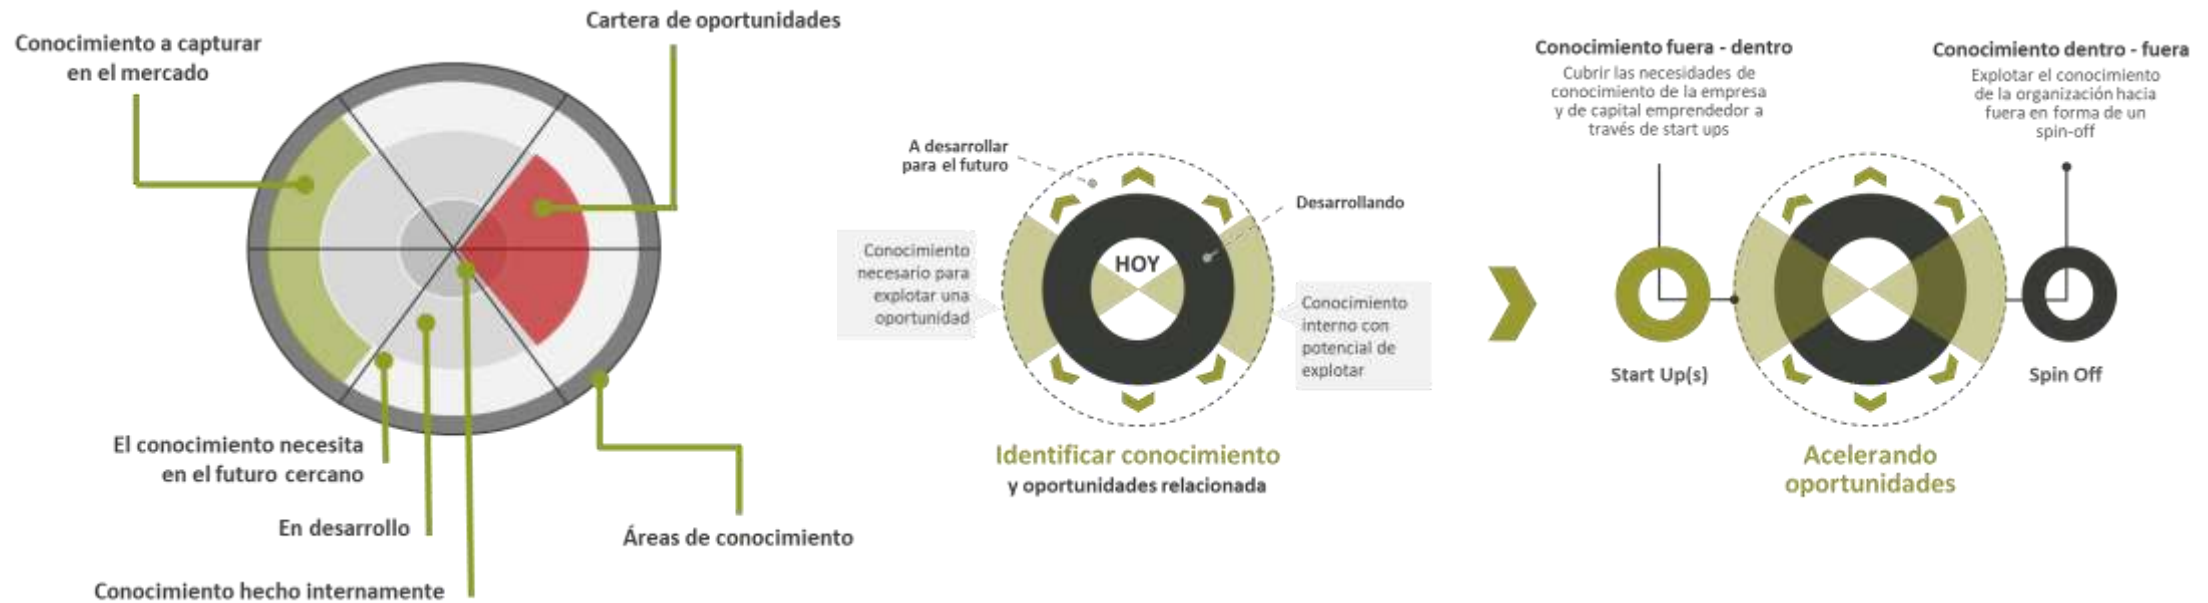 Cartera de oportunidades
Conocimiento a capturar
en el mercado
El conocimiento necesita
en el futuro cercano
En desarrollo
Áreas de conocimiento
Conocimiento hecho internamente
A desarrollar
para el futuro
Desarrollando
HOY
Conocimiento
necesario para
explotar una
oportunidad
Conocimiento
interno con
potencial de
explotar
Identificar conocimiento
y oportunidades relacionada
Conocimiento fuera - dentro
Cubrir las necesidades de
conocimiento de la empresa
y de capital emprendedor a
través de start ups
Conocimiento dentro - fuera
Explotar el conocimiento
de la organización hacia
fuera en forma de un
spin-off
Start Up(s)
Spin Off
Acelerando
oportunidades